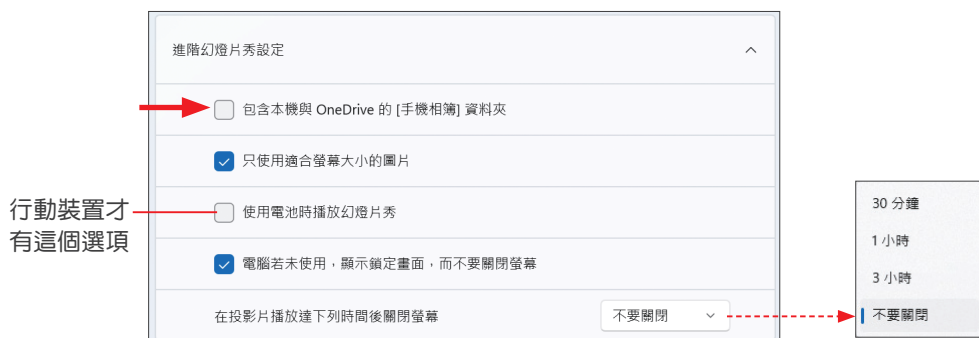 進階幻燈片秀設定
包含本機與 OneDrive 的 [手機相簿] 資料夾
只使用適合螢幕大小的圖片
行動裝置才
有這個選項
使用電池時播放幻燈片秀
電腦若未使用，顯示鎖定畫面，而不要關閉螢幕
在投影片播放達下列時間後關閉螢幕
不要關閉
30 分鐘
1 小時
3 小時
不要關閉